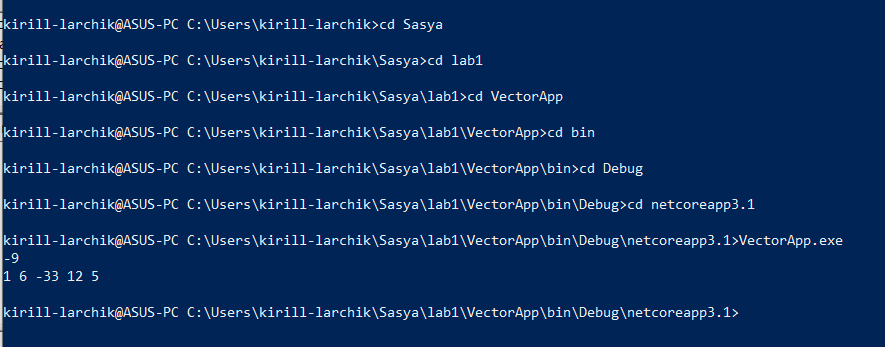 kirill-larchik@ASUS-PC C:\Users\kirill-larchik>cd Sasya
kirill-larchik@ASUS-PC C:\Users\kirill-larchik\Sasya>cd lab1
kirill-larchik@ASUS-PC C:\Users\kirill-larchik\Sasya\lab1>cd VectorApp
kirill-larchik@ASUS-PC C:\Users\kirill-larchik\Sasya\lab1\VectorApp>cd bin
kirill-larchik@ASUS-PC C:\Users\kirill-larchik\Sasya\lab1\VectorApp\bin>cd Debug
kirill-larchik@ASUS-PC C:\Users\kirill-larchik\Sasya\lab1\VectorApp\bin\Debug>cd netcoreapp3.1
kirill-larchik@ASUS-PC C:\Users\kirill-larchik\Sasya\lab1\VectorApp\bin\Debug\netcoreapp3.1>VectorApp.exe
-9
1 6 -33 12 5
kirill-larchik@ASUS-PC C:\Users\kirill-larchik\Sasya\lab1\VectorApp\bin\Debug\netcoreapp3.1>